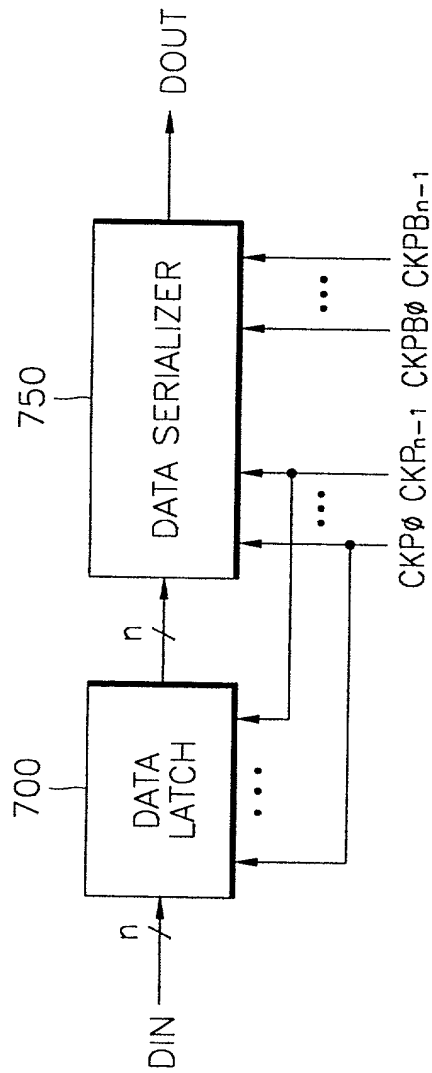 700
750
DIN
n
DATA
LATCH
n
DATA SERIALIZER
DOUT
CKPø CKPn-1 CKPBø CKPBn-1